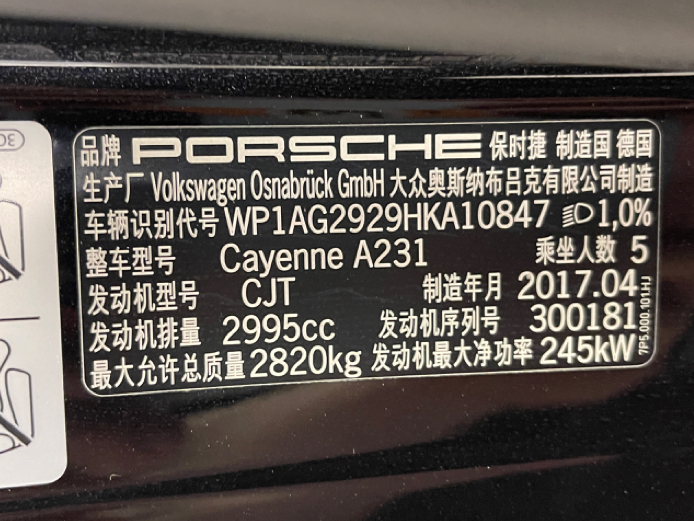 品牌 PORSCHE 保时捷 制造国 德国
生产厂 Volkswagen Osnabrück GmbH 大众奥斯纳布吕克有限公司制造
车辆识别代号 WP1AG2929HKA10847 1,0%
整车型号 Cayenne A231 乘坐人数 5
发动机型号 CJT 制造年月 2017.04
发动机排量 2995cc 发动机序列号 300181
最大允许总质量 2820kg 发动机最大净功率 245kW
7P5.000.101.HJ